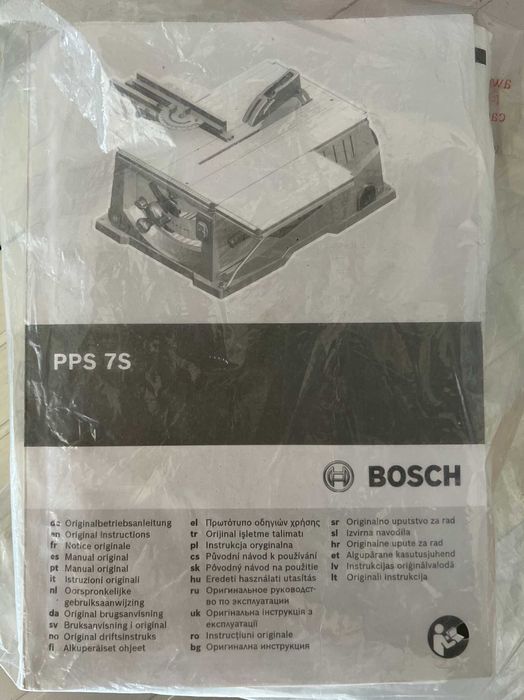 PPS 7S
BOSCH
de Originalbetriebsanleitung
en Original instructions
fr Notice originale
es Manual original
pt Manual original
it Istruzioni originali
nl Oorspronkelijke
gebruiksaanwijzing
da Original brugsanvisning
sv Bruksanvisning i original
no Original driftsinstruks
fi Alkuperäiset ohjeet
el Πρωτότυπο οδηγιών χρήσης
tr Orijinal işletme talimatı
pl Instrukcja oryginalna
cs Původní návod k používání
sk Pôvodný návod na použitie
hu Eredeti használati utasítás
ru Оригинальное руководст-
во по эксплуатации
uk Оригінальна інструкція з
експлуатації
ro Instrucțiuni originale
bg Оригинална инструкция
sr Originalno uputstvo za rad
sl Izvirna navodila
hr Originalne upute za rad
et Algupärane kasutusjuhend
lv Instrukcijas oriģinālvalodā
lt Originali instrukcija